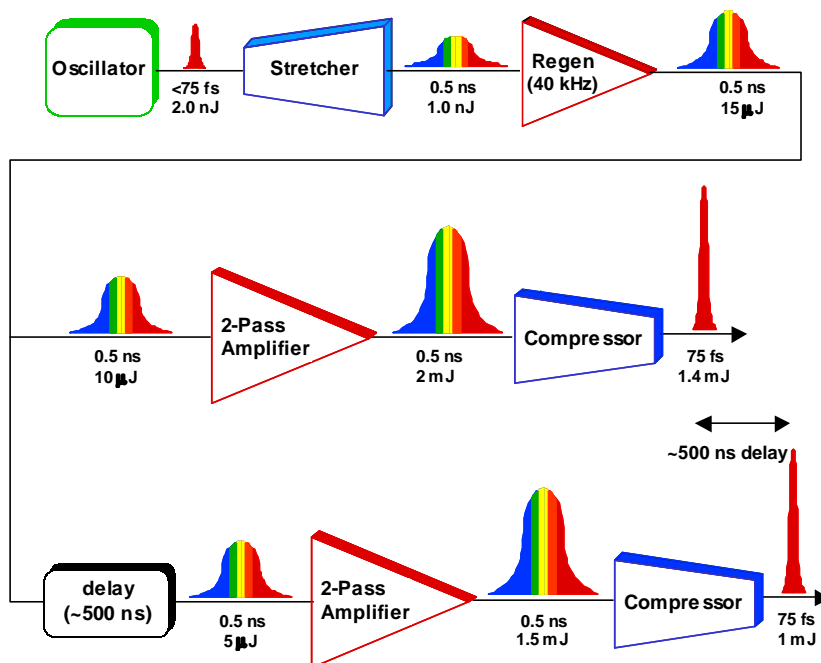 Oscillator
<75 fs
2.0 nJ
Stretcher
0.5 ns
1.0 nJ
Regen
(40 kHz)
0.5 ns
15 µJ
0.5 ns
10 µJ
2-Pass
Amplifier
0.5 ns
2 mJ
Compressor
75 fs
1.4 mJ
~500 ns delay
delay
(~500 ns)
0.5 ns
5 µJ
2-Pass
Amplifier
0.5 ns
1.5 mJ
Compressor
75 fs
1 mJ